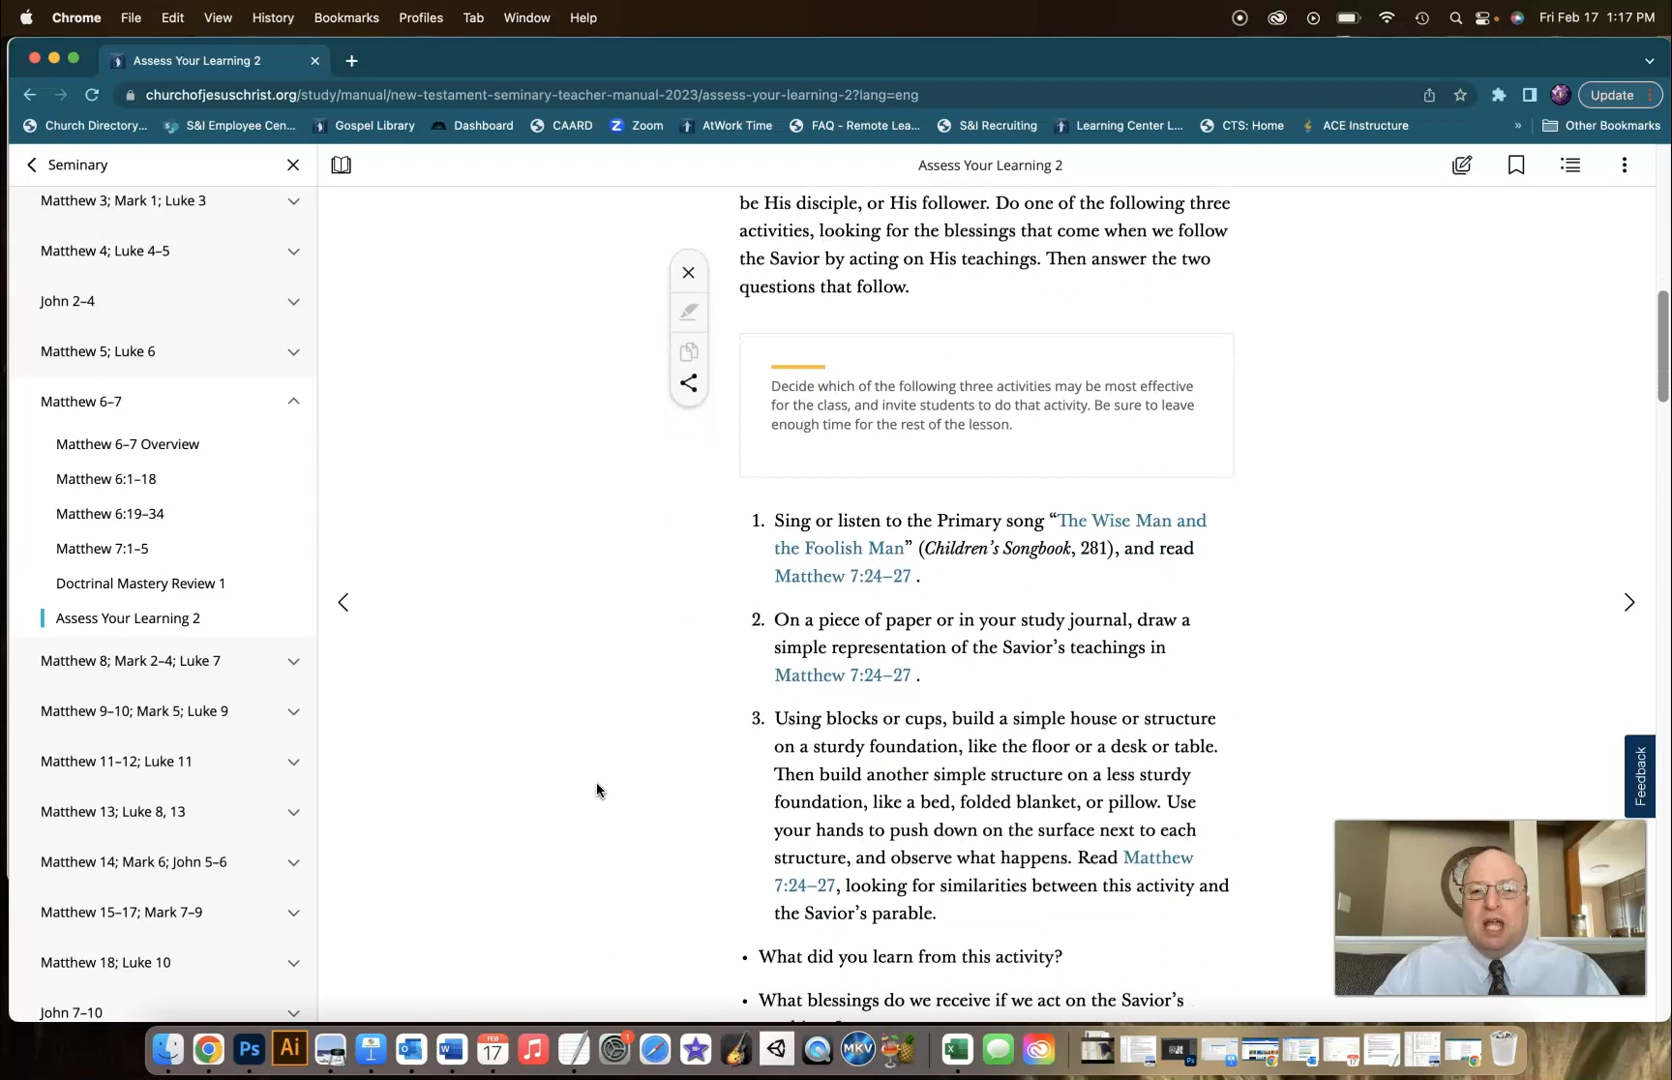 Chrome File Edit View History Bookmarks Profiles Tab Window Help Fri Feb 17 1:17 PM
Assess Your Learning 2
churchofjesuschrist.org/study/manual/new-testament-seminary-teacher-manual-2023/assess-your-learning-2?lang=eng
Update
Church Directory... S&I Employee Cen... Gospel Library Dashboard CAARD Zoom AtWork Time FAQ - Remote Lea... S&I Recruiting Learning Center L... CTS: Home ACE Instructure » Other Bookmarks
Seminary
Assess Your Learning 2
Matthew 3; Mark 1; Luke 3
Matthew 4; Luke 4–5
John 2–4
Matthew 5; Luke 6
Matthew 6–7
Matthew 6–7 Overview
Matthew 6:1–18
Matthew 6:19–34
Matthew 7:1–5
Doctrinal Mastery Review 1
Assess Your Learning 2
Matthew 8; Mark 2–4; Luke 7
Matthew 9–10; Mark 5; Luke 9
Matthew 11–12; Luke 11
Matthew 13; Luke 8, 13
Matthew 14; Mark 6; John 5–6
Matthew 15–17; Mark 7–9
Matthew 18; Luke 10
John 7–10
be His disciple, or His follower. Do one of the following three
activities, looking for the blessings that come when we follow
the Savior by acting on His teachings. Then answer the two
questions that follow.
Decide which of the following three activities may be most effective
for the class, and invite students to do that activity. Be sure to leave
enough time for the rest of the lesson.
1. Sing or listen to the Primary song “The Wise Man and
the Foolish Man” (Children’s Songbook, 281), and read
Matthew 7:24–27 .
2. On a piece of paper or in your study journal, draw a
simple representation of the Savior’s teachings in
Matthew 7:24–27 .
3. Using blocks or cups, build a simple house or structure
on a sturdy foundation, like the floor or a desk or table.
Then build another simple structure on a less sturdy
foundation, like a bed, folded blanket, or pillow. Use
your hands to push down on the surface next to each
structure, and observe what happens. Read Matthew
7:24–27, looking for similarities between this activity and
the Savior’s parable.
• What did you learn from this activity?
• What blessings do we receive if we act on the Savior’s
Feedback
Ps Ai FEB 17 MKV